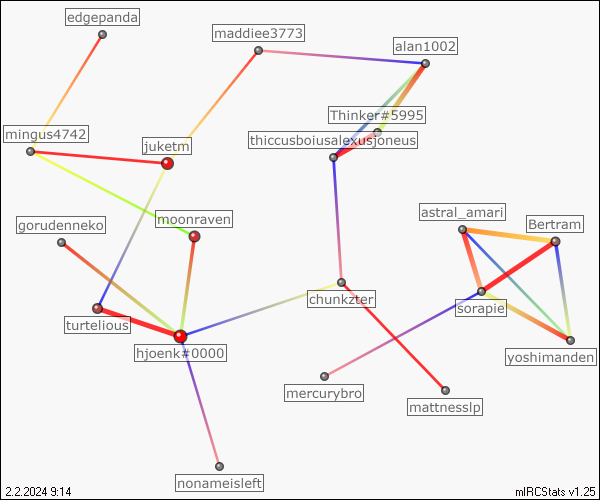 edgepanda
maddiee3773
alan1002
Thinker#5995
mingus4742
juketm
thiccusboiusalexusjoneus
astral_amari
gorudenneko
moonraven
Bertram
chunkzter
sorapie
turtelious
hjoenk#0000
yoshimanden
mercurybro
mattnesslp
nonameisleft
2.2.2024 9:14
mIRCStats v1.25